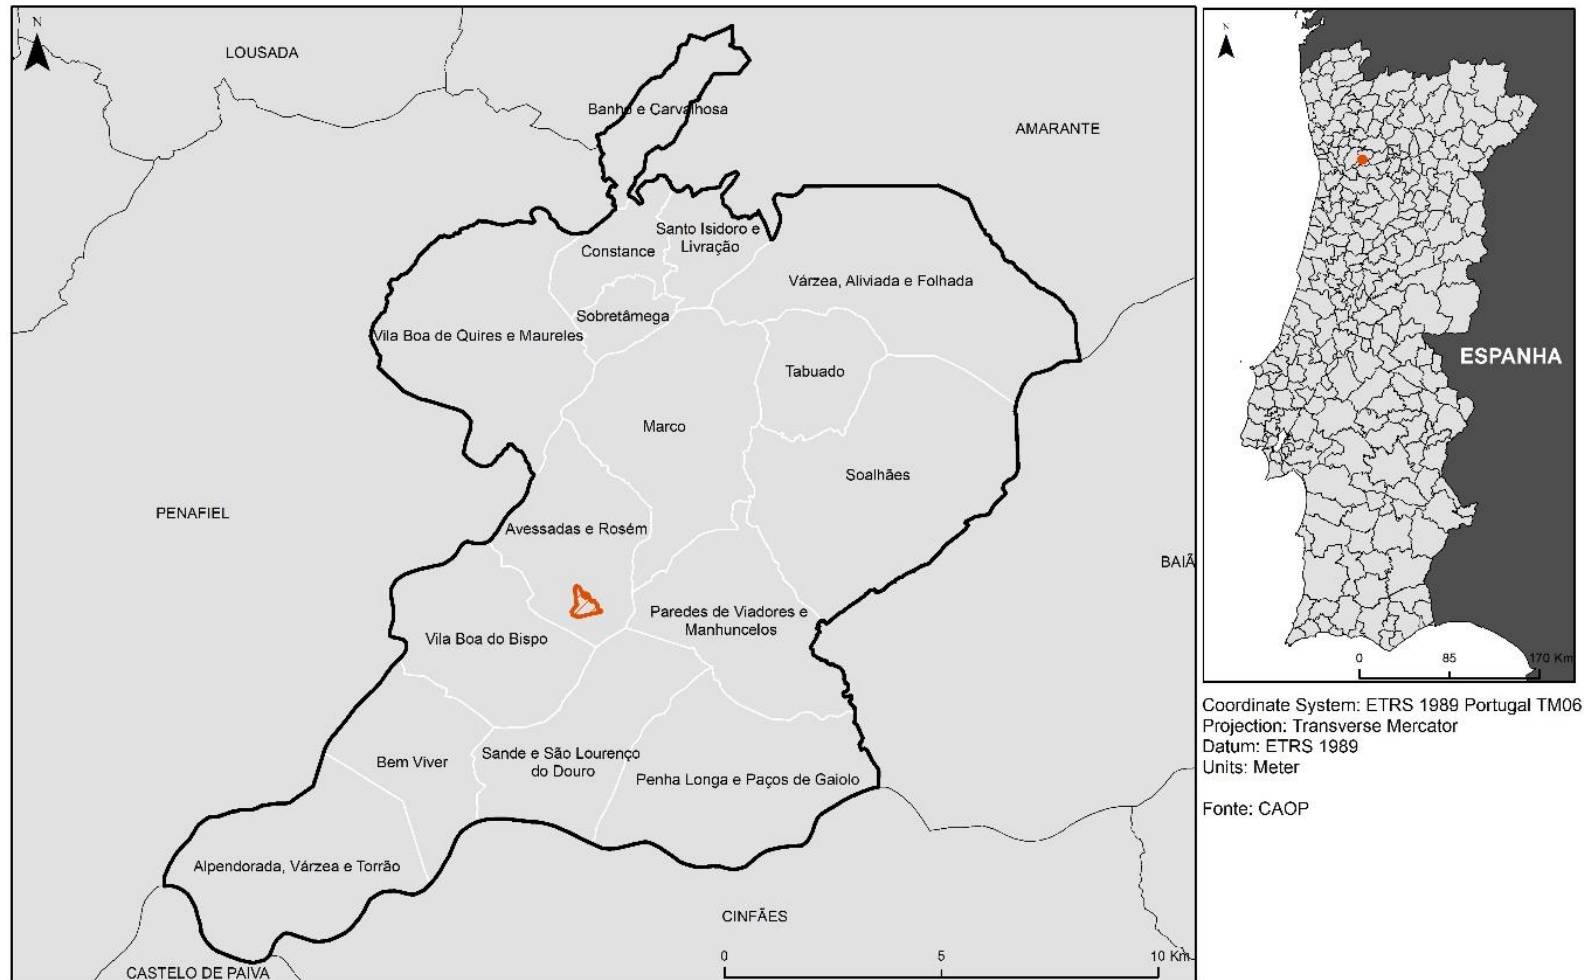 N
LOUSADA
Banho e Carvalhosa
AMARANTE
Santo Isidoro e
Livração
Constance
Várzea, Aliviada e Folhada
Sobretâmega
Vila Boa de Quires e Maureles
Tabuado
Marco
Soalhães
PENAFIEL
Avessadas e Rosém
BAIÃ
Paredes de Viadores e
Manhuncelos
Vila Boa do Bispo
Sande e São Lourenço
do Douro
Bem Viver
Penha Longa e Paços de Gaiolo
Alpendorada, Várzea e Torrão
CINFÃES
CASTELO DE PAIVA
0 5 10 Km
N
ESPANHA
0 85 170 Km
Coordinate System: ETRS 1989 Portugal TM06
Projection: Transverse Mercator
Datum: ETRS 1989
Units: Meter
Fonte: CAOP